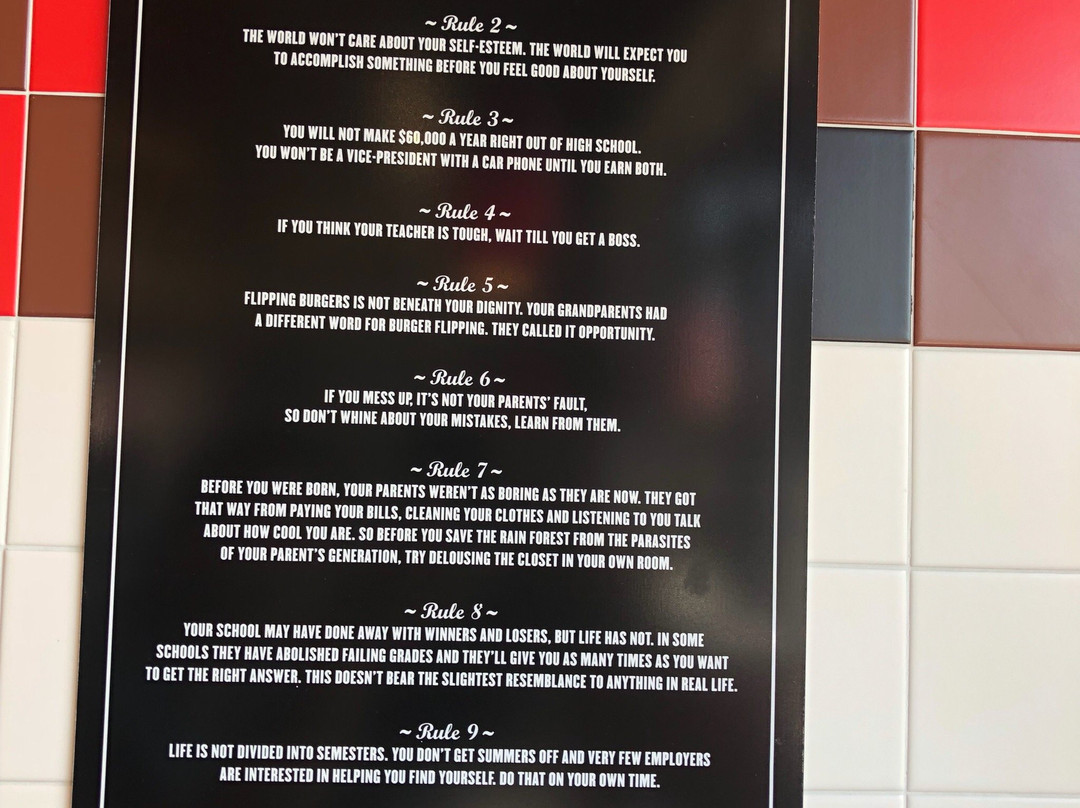 ~ Rule 2 ~
THE WORLD WON'T CARE ABOUT YOUR SELF-ESTEEM. THE WORLD WILL EXPECT YOU
TO ACCOMPLISH SOMETHING BEFORE YOU FEEL GOOD ABOUT YOURSELF.
~ Rule 3 ~
YOU WILL NOT MAKE $60,000 A YEAR RIGHT OUT OF HIGH SCHOOL.
YOU WON'T BE A VICE-PRESIDENT WITH A CAR PHONE UNTIL YOU EARN BOTH.
~ Rule 4 ~
IF YOU THINK YOUR TEACHER IS TOUGH, WAIT TILL YOU GET A BOSS.
~ Rule 5 ~
FLIPPING BURGERS IS NOT BENEATH YOUR DIGNITY. YOUR GRANDPARENTS HAD
A DIFFERENT WORD FOR BURGER FLIPPING. THEY CALLED IT OPPORTUNITY.
~ Rule 6 ~
IF YOU MESS UP, IT'S NOT YOUR PARENTS' FAULT,
SO DON'T WHINE ABOUT YOUR MISTAKES, LEARN FROM THEM.
~ Rule 7 ~
BEFORE YOU WERE BORN, YOUR PARENTS WEREN'T AS BORING AS THEY ARE NOW. THEY GOT
THAT WAY FROM PAYING YOUR BILLS, CLEANING YOUR CLOTHES AND LISTENING TO YOU TALK
ABOUT HOW COOL YOU ARE. SO BEFORE YOU SAVE THE RAIN FOREST FROM THE PARASITES
OF YOUR PARENT'S GENERATION, TRY DELOUSING THE CLOSET IN YOUR OWN ROOM.
~ Rule 8 ~
YOUR SCHOOL MAY HAVE DONE AWAY WITH WINNERS AND LOSERS, BUT LIFE HAS NOT. IN SOME
SCHOOLS THEY HAVE ABOLISHED FAILING GRADES AND THEY'LL GIVE YOU AS MANY TIMES AS YOU WANT
TO GET THE RIGHT ANSWER. THIS DOESN'T BEAR THE SLIGHTEST RESEMBLANCE TO ANYTHING IN REAL LIFE.
~ Rule 9 ~
LIFE IS NOT DIVIDED INTO SEMESTERS. YOU DON'T GET SUMMERS OFF AND VERY FEW EMPLOYERS
ARE INTERESTED IN HELPING YOU FIND YOURSELF. DO THAT ON YOUR OWN TIME.